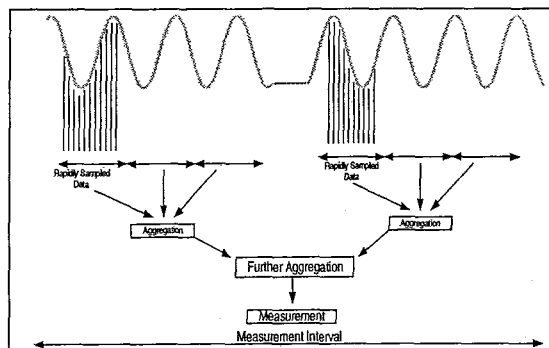 Rapidly Sampled
Data
Rapidly Sampled
Data
Aggregation
Aggregation
Further Aggregation
Measurement
Measurement Interval